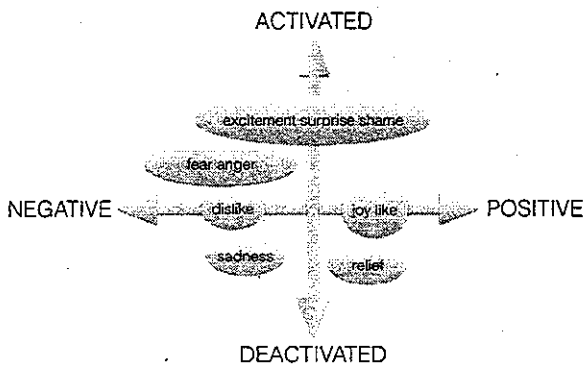 ACTIVATED
excitement surprise shame
fear anger
NEGATIVE dislike joy like POSITIVE
sadness relief
DEACTIVATED